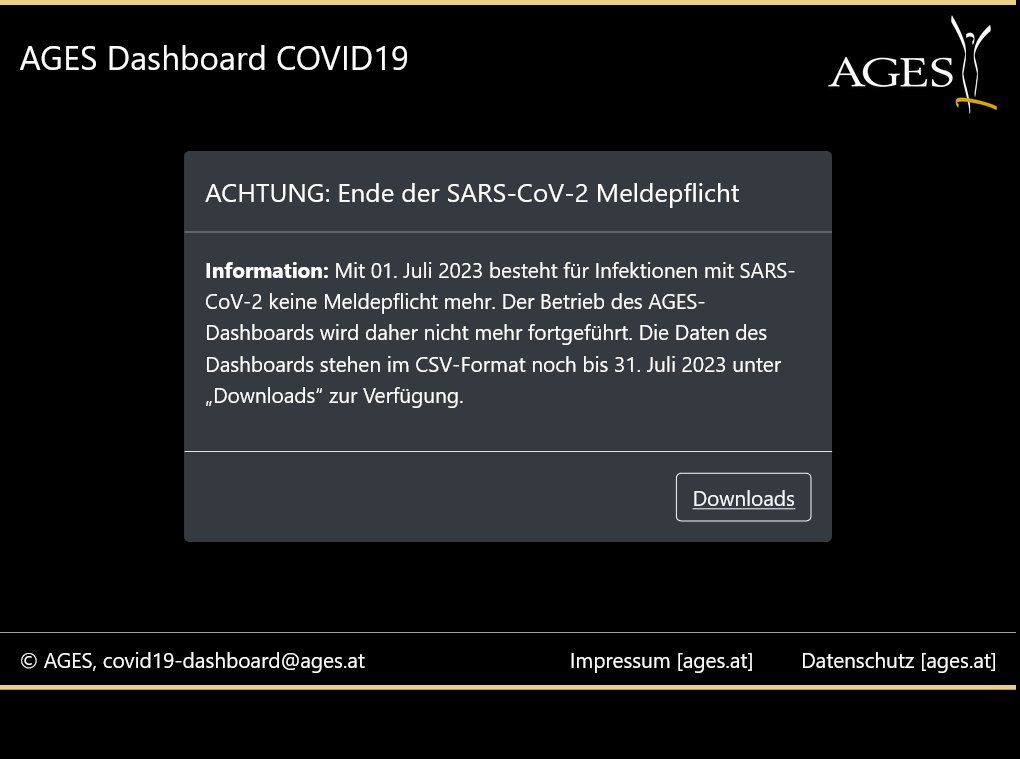 AGES Dashboard COVID19
AGES
ACHTUNG: Ende der SARS-CoV-2 Meldepflicht
Information: Mit 01. Juli 2023 besteht für Infektionen mit SARS-
CoV-2 keine Meldepflicht mehr. Der Betrieb des AGES-
Dashboards wird daher nicht mehr fortgeführt. Die Daten des
Dashboards stehen im CSV-Format noch bis 31. Juli 2023 unter
„Downloads“ zur Verfügung.
Downloads
© AGES, covid19-dashboard@ages.at Impressum [ages.at] Datenschutz [ages.at]